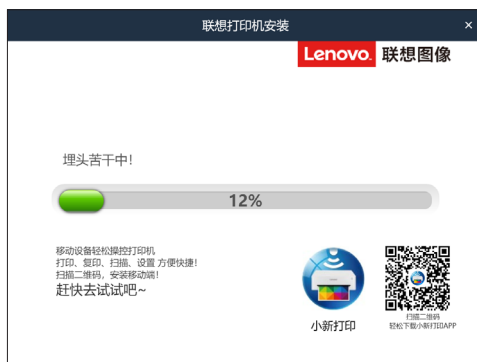 联想打印机安装
×
Lenovo. 联想图像
埋头苦干中!
12%
移动设备轻松操控打印机
打印、复印、扫描、设置 方便快捷!
扫描二维码，安装移动端!
赶快去试试吧~
小新打印
扫描二维码
轻松下载小新打印APP